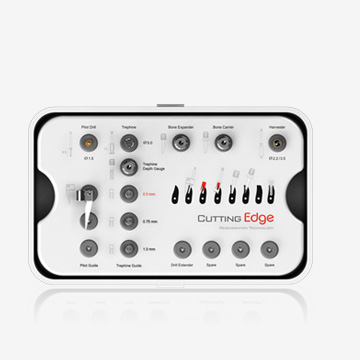 Pilot Drill
Trephine
Bone Expander
Bone Carrier
Harvester
Ø1.5
Ø3.5
Ø2.2 / 3.5
Trephine
Depth Gauge
0.5 mm
0.75 mm
CUTTING Edge
1.0 mm
Pilot Guide
Trephine Guide
Drill Extender
Spare
Spare
Spare